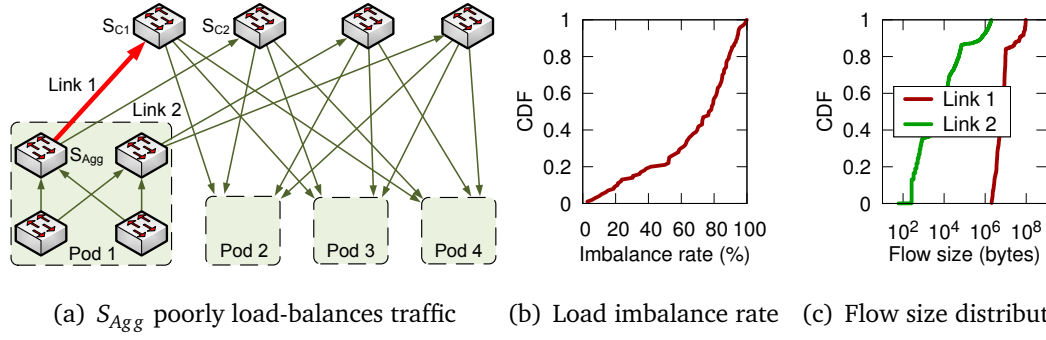 S_C1
S_C2
Link 1
Link 2
S_Agg
Pod 1
Pod 2
Pod 3
Pod 4
(a) S_Agg poorly load-balances traffic
CDF
1
0.8
0.6
0.4
0.2
0
0 20 40 60 80 100
Imbalance rate (%)
(b) Load imbalance rate
CDF
1
0.8
0.6
0.4
0.2
0
Link 1
Link 2
10^2 10^4 10^6 10^8
Flow size (bytes)
(c) Flow size distribut